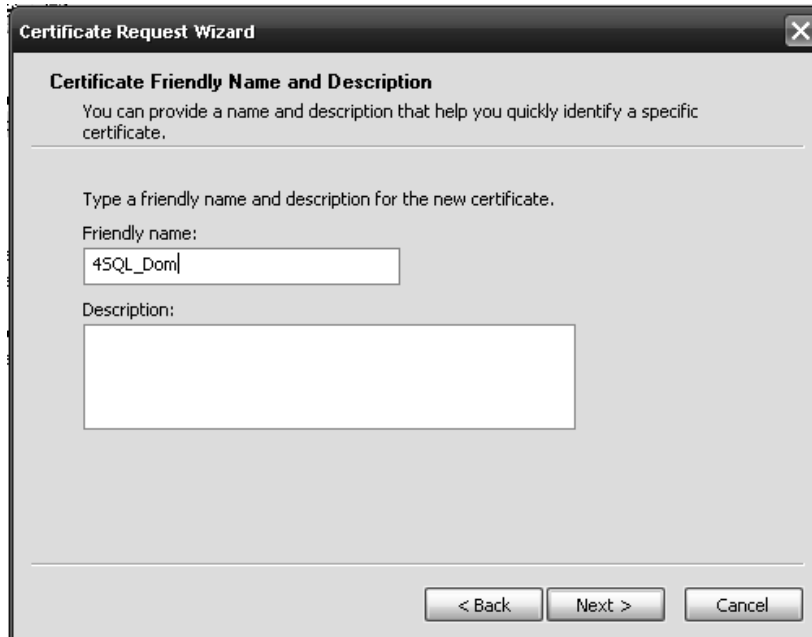 Certificate Request Wizard
Certificate Friendly Name and Description
You can provide a name and description that help you quickly identify a specific
certificate.
Type a friendly name and description for the new certificate.
Friendly name:
4SQL_Dom
Description:
< Back
Next >
Cancel